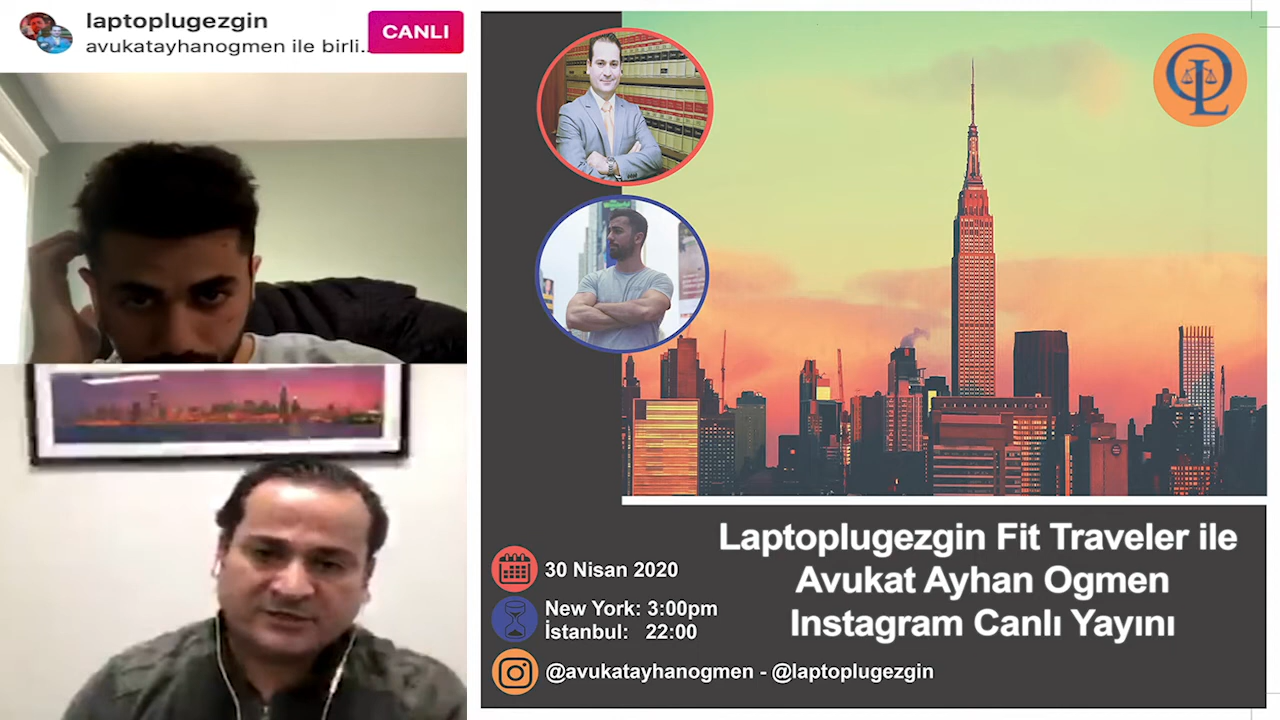 laptoplugezgin
avukatayhanogmen ile birli..
CANLI
Laptoplugezgin Fit Traveler ile
Avukat Ayhan Ogmen
Instagram Canlı Yayını
30 Nisan 2020
New York: 3:00pm
İstanbul: 22:00
@avukatayhanogmen - @laptoplugezgin
OL